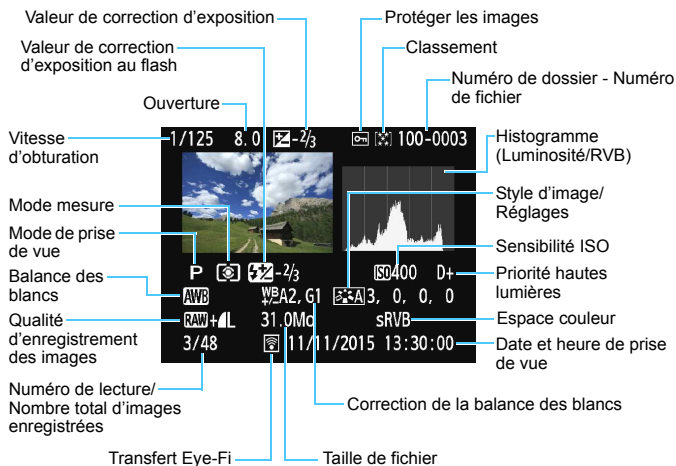 Valeur de correction d'exposition
Protéger les images
Valeur de correction
d'exposition au flash
Classement
Numéro de dossier - Numéro
de fichier
Ouverture
Vitesse
d'obturation
1/125 8.0 -2/3 100-0003
Histogramme
(Luminosité/RVB)
Mode mesure
Style d'image/
Réglages
Mode de prise
de vue
P -2/3 ISO 400 D+
Sensibilité ISO
Balance des
blancs
AWB WB A2, G1 A 3, 0, 0, 0
Priorité hautes
lumières
Qualité
d'enregistrement
des images
RAW+L 31.0Mo sRVB
Espace couleur
3/48 11/11/2015 13:30:00
Date et heure de prise
de vue
Numéro de lecture/
Nombre total d'images
enregistrées
Correction de la balance des blancs
Transfert Eye-Fi
Taille de fichier